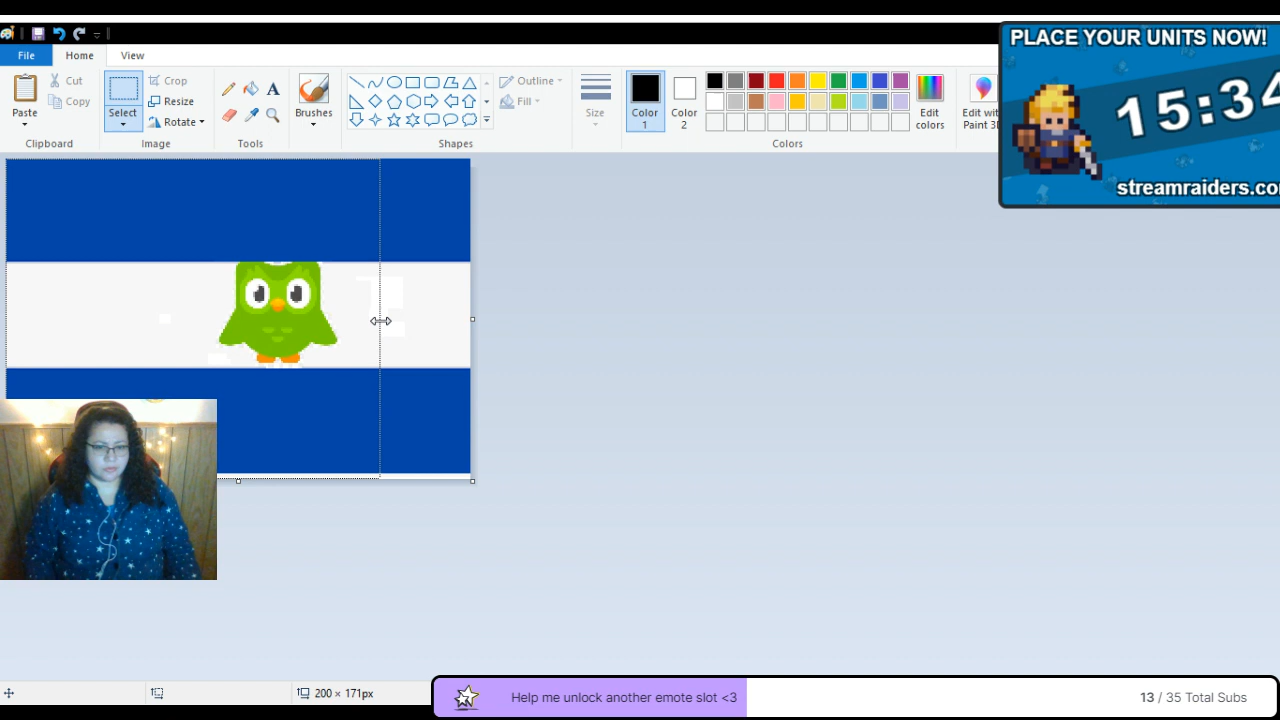 File Home View
PLACE YOUR UNITS NOW!
15:34
streamraiders.co
Paste
Cut
Copy
Clipboard
Select
Crop
Resize
Rotate
Image
A
Tools
Brushes
Shapes
Outline
Fill
Size
Color 1
Color 2
Edit colors
Colors
Edit with Paint 3D
200 × 171px
Help me unlock another emote slot <3
13 / 35 Total Subs